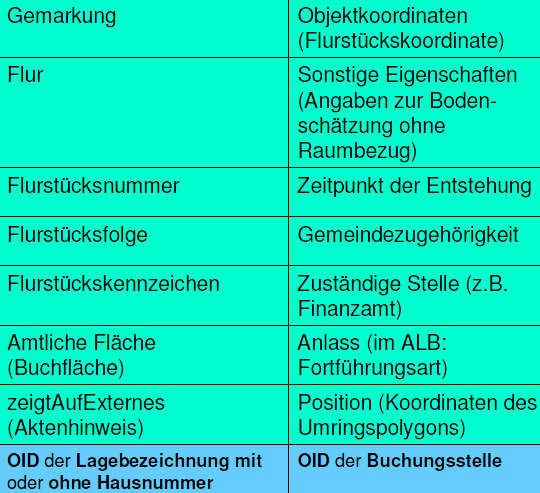 Gemarkung
Objektkoordinaten
(Flurstückskoordinate)
Flur
Sonstige Eigenschaften
(Angaben zur Boden-
schätzung ohne
Raumbezug)
Flurstücksnummer
Zeitpunkt der Entstehung
Flurstücksfolge
Gemeindezugehörigkeit
Flurstückskennzeichen
Zuständige Stelle (z.B.
Finanzamt)
Amtliche Fläche
(Buchfläche)
Anlass (im ALB:
Fortführungsart)
zeigtAufExternes
(Aktenhinweis)
Position (Koordinaten des
Umringspolygons)
OID der Lagebezeichnung mit
oder ohne Hausnummer
OID der Buchungsstelle